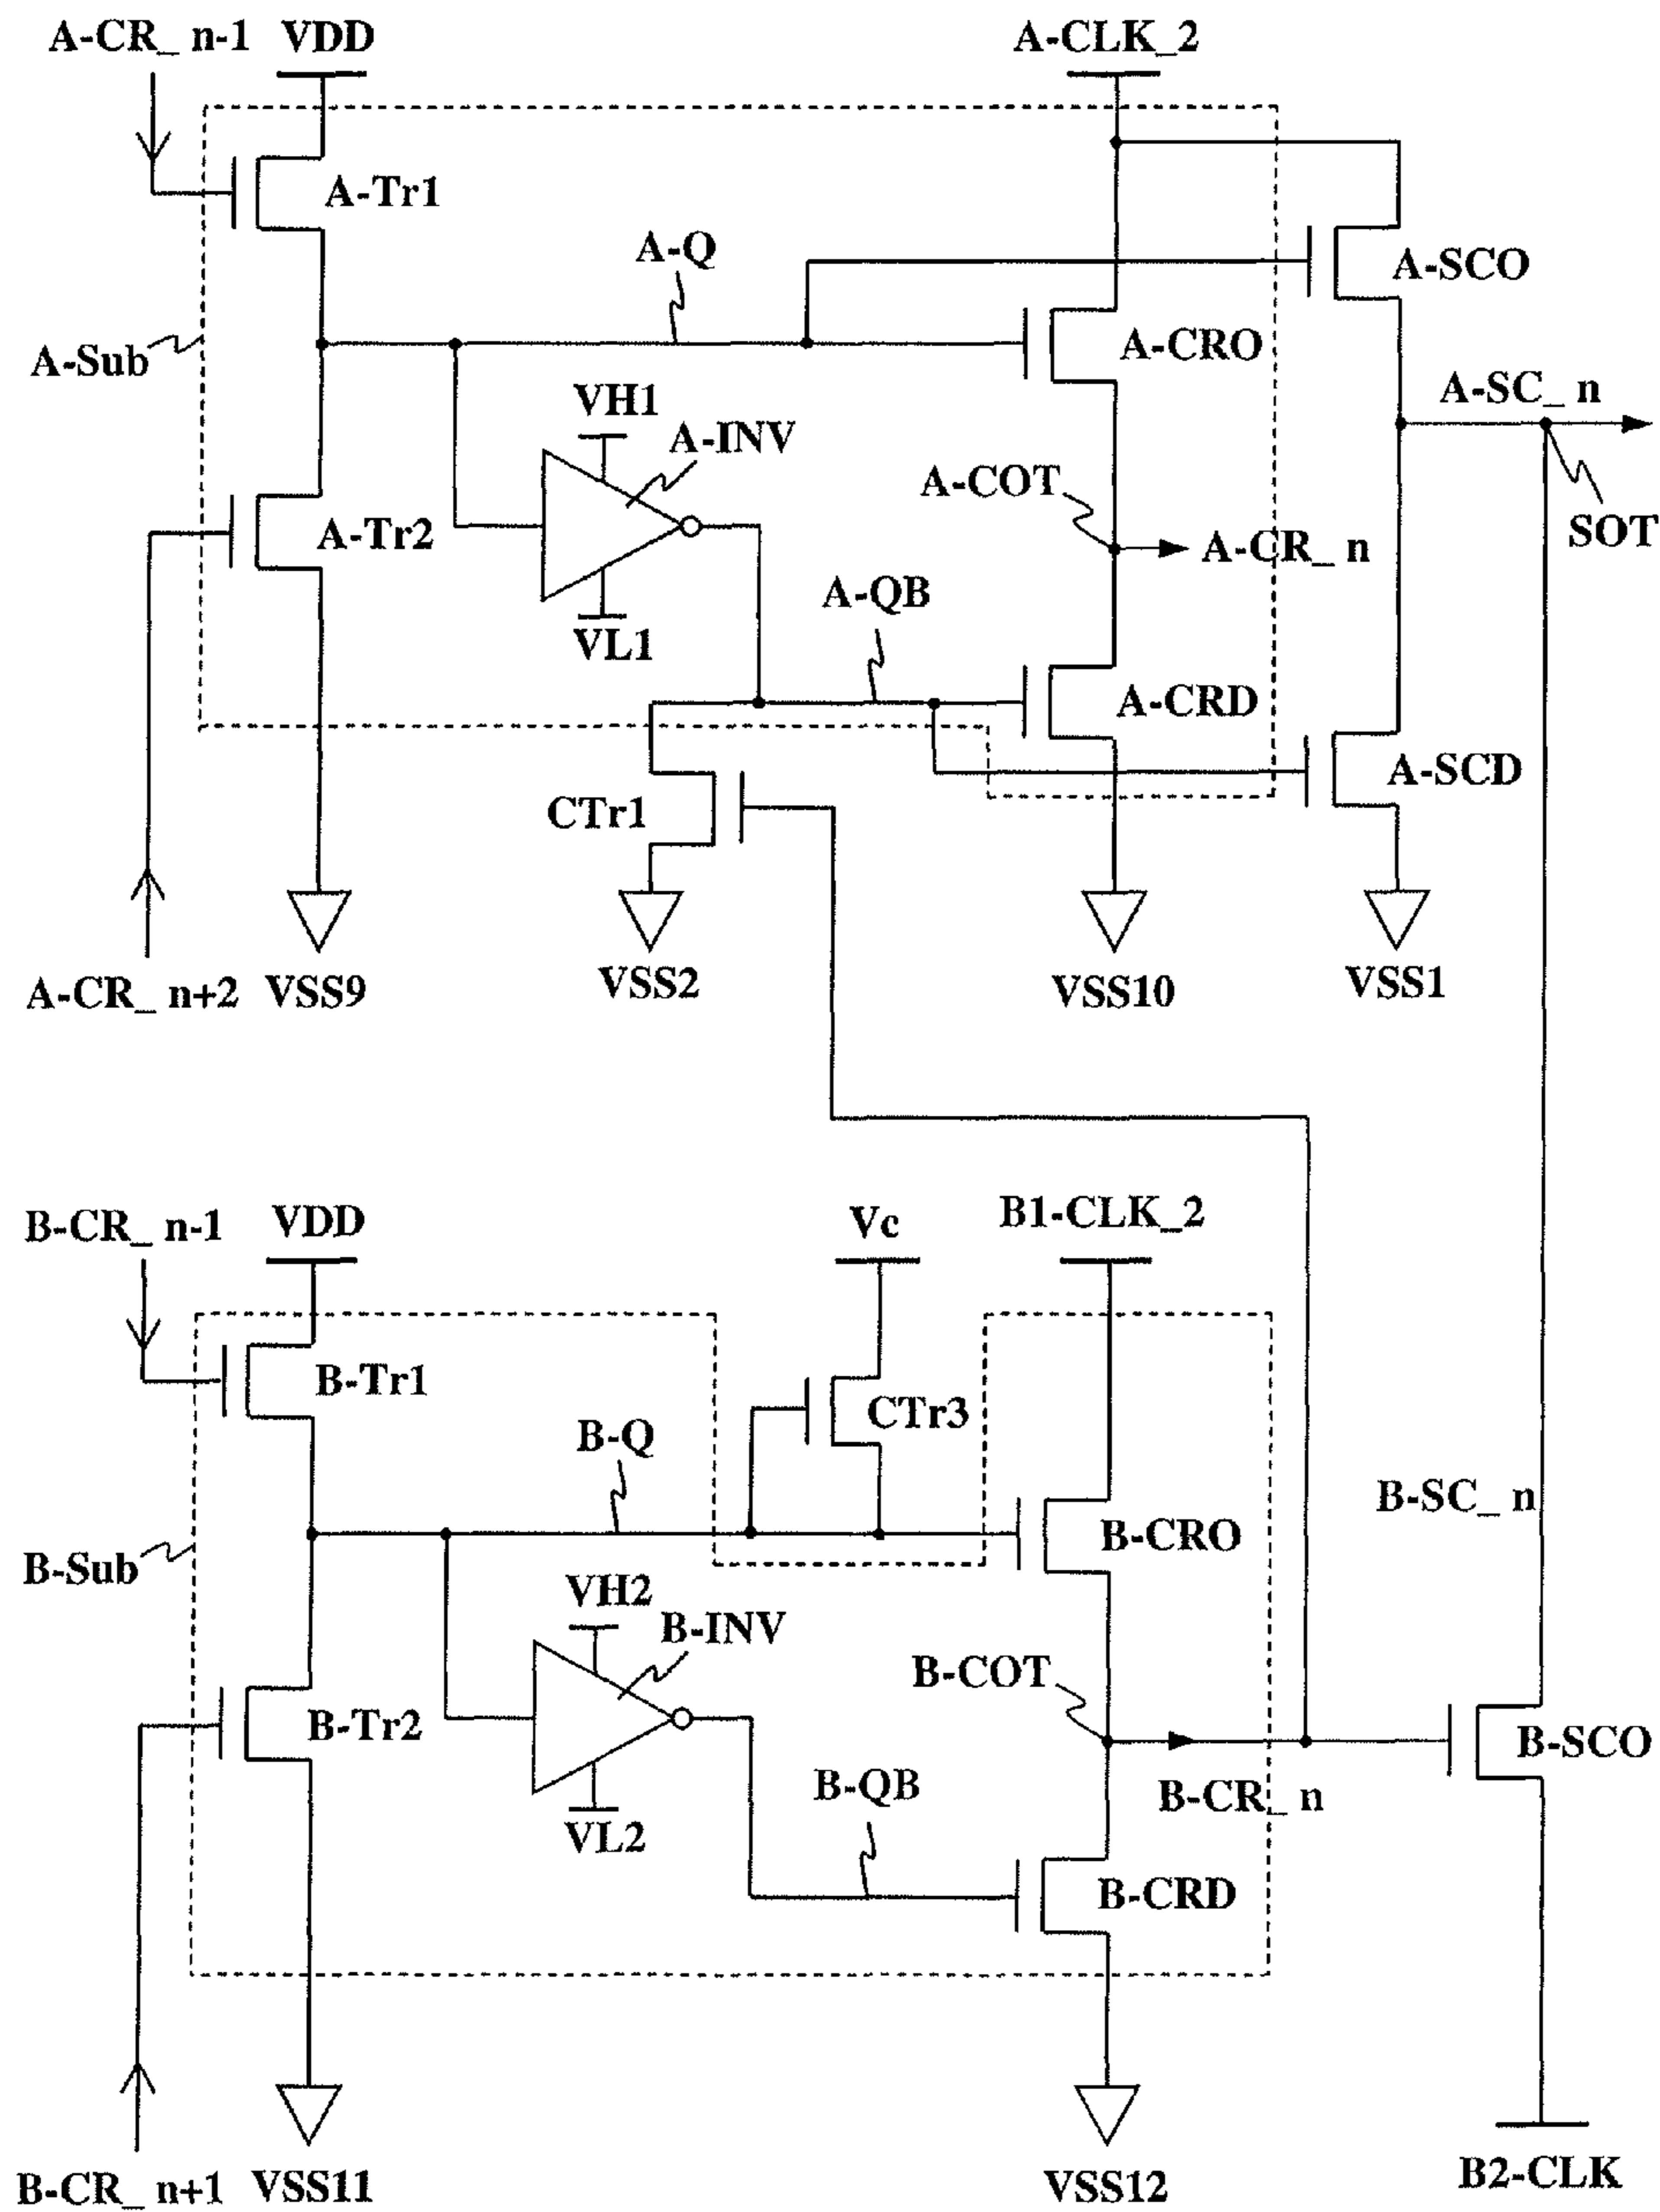 A-CR_ n-1
VDD
A-CLK_2
A-Tr1
A-Q
A-SCO
A-Sub
A-CRO
VH1
A-SC_ n
A-INV
A-COT
A-Tr2
SOT
A-CR_ n
A-QB
VL1
A-CRD
A-SCD
CTr1
A-CR_ n+2
VSS9
VSS2
VSS10
VSS1
B-CR_ n-1
VDD
Vc
B1-CLK_2
B-Tr1
CTr3
B-Q
B-SC_ n
B-CRO
B-Sub
VH2
B-INV
B-COT
B-Tr2
B-SCO
B-QB
B-CR_ n
VL2
B-CRD
B-CR_ n+1
VSS11
VSS12
B2-CLK